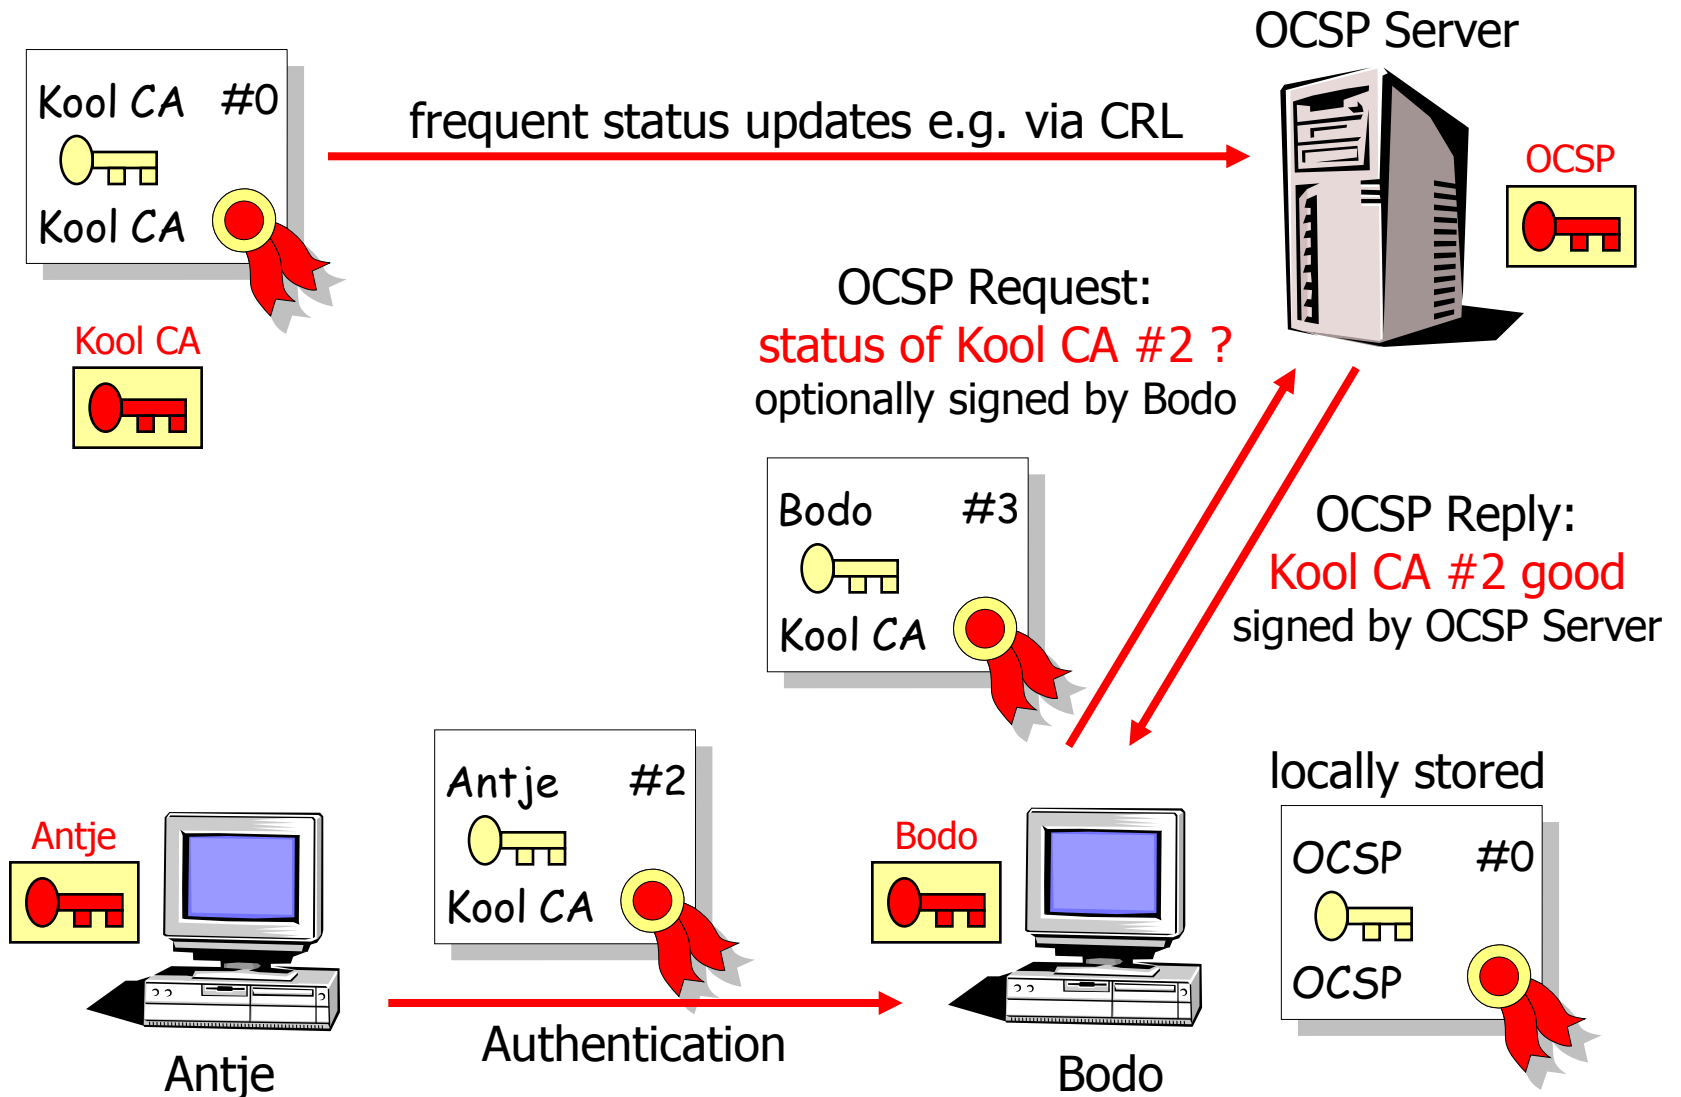 OCSP Server
Kool CA #0
Kool CA
frequent status updates e.g. via CRL
OCSP
Kool CA
OCSP Request:
status of Kool CA #2 ?
optionally signed by Bodo
Bodo #3
Kool CA
OCSP Reply:
Kool CA #2 good
signed by OCSP Server
Antje
Antje #2
Kool CA
Authentication
Antje
Bodo
Bodo
locally stored
OCSP #0
OCSP